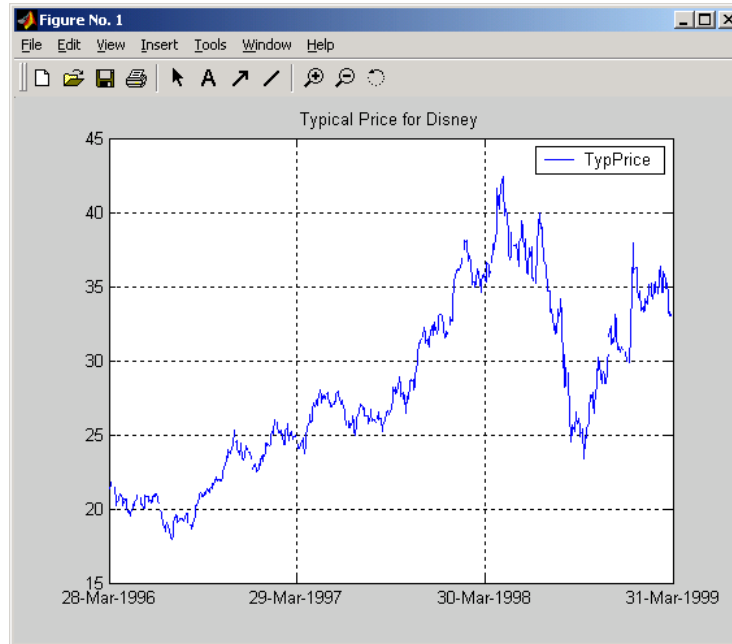 Figure No. 1
File Edit View Insert Tools Window Help
A
Typical Price for Disney
TypPrice
45
40
35
30
25
20
15
28-Mar-1996 29-Mar-1997 30-Mar-1998 31-Mar-1999